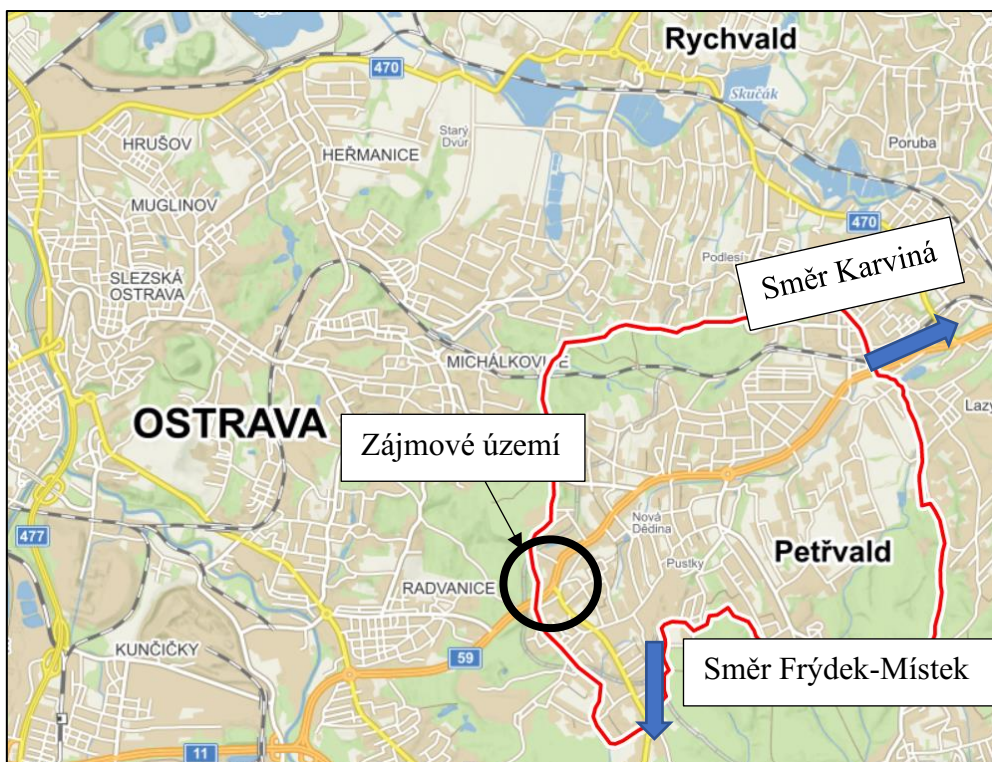 Rychvald
470
Skučák
HRUŠOV
HEŘMANICE
Starý
Dvůr
Poruba
MUGLINOV
470
Podlesí
Směr Karviná
SLEZSKÁ
OSTRAVA
MICHÁLKOVICE
Lazy
OSTRAVA
Zájmové území
477
Nová
Dědina
Petřvald
Pustky
RADVANICE
KUNČIČKY
59
Směr Frýdek-Místek
11